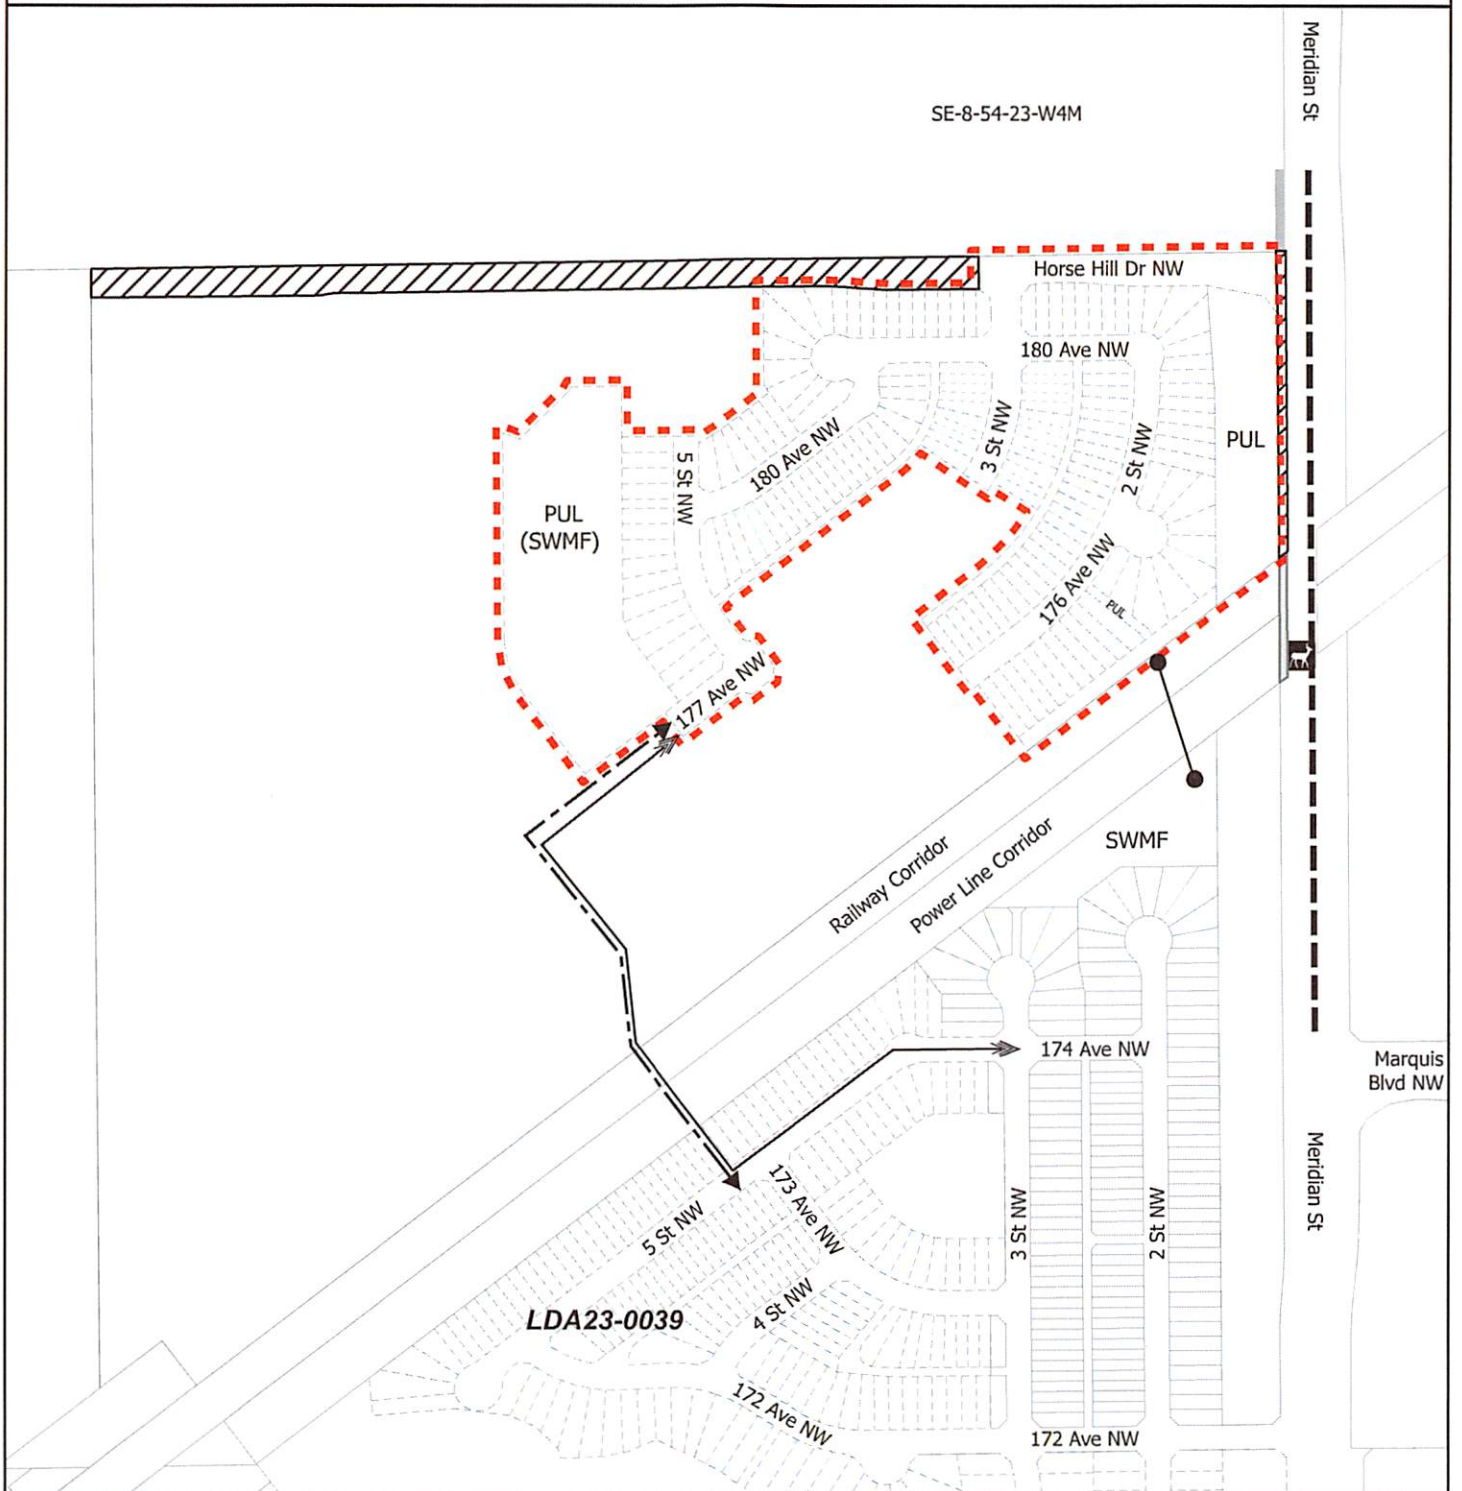 Meridian St
SE-8-54-23-W4M
Horse Hill Dr NW
180 Ave NW
3 St NW
2 St NW
PUL
180 Ave NW
5 St NW
PUL
(SWMF)
176 Ave NW
PUL
177 Ave NW
SWMF
Railway Corridor
Power Line Corridor
174 Ave NW
Marquis
Blvd NW
Meridian St
173 Ave NW
3 St NW
2 St NW
5 St NW
4 St NW
LDA23-0039
172 Ave NW
172 Ave NW